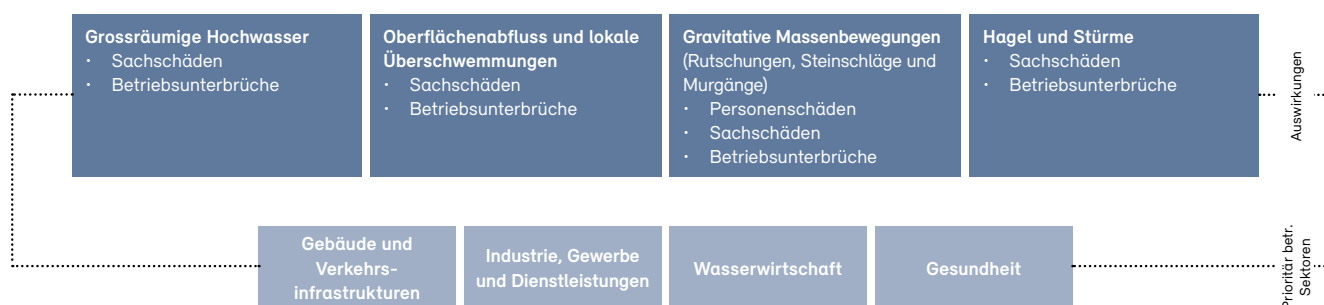 Grossräumige Hochwasser
· Sachschäden
· Betriebsunterbrüche
Oberflächenabfluss und lokale
Überschwemmungen
· Sachschäden
· Betriebsunterbrüche
Gravitative Massenbewegungen
(Rutschungen, Steinschläge und
Murgänge)
· Personenschäden
· Sachschäden
· Betriebsunterbrüche
Hagel und Stürme
· Sachschäden
· Betriebsunterbrüche
Auswirkungen
Gebäude und
Verkehrs-
infrastrukturen
Industrie, Gewerbe
und Dienstleistungen
Wasserwirtschaft
Gesundheit
Prioritär betr.
Sektoren